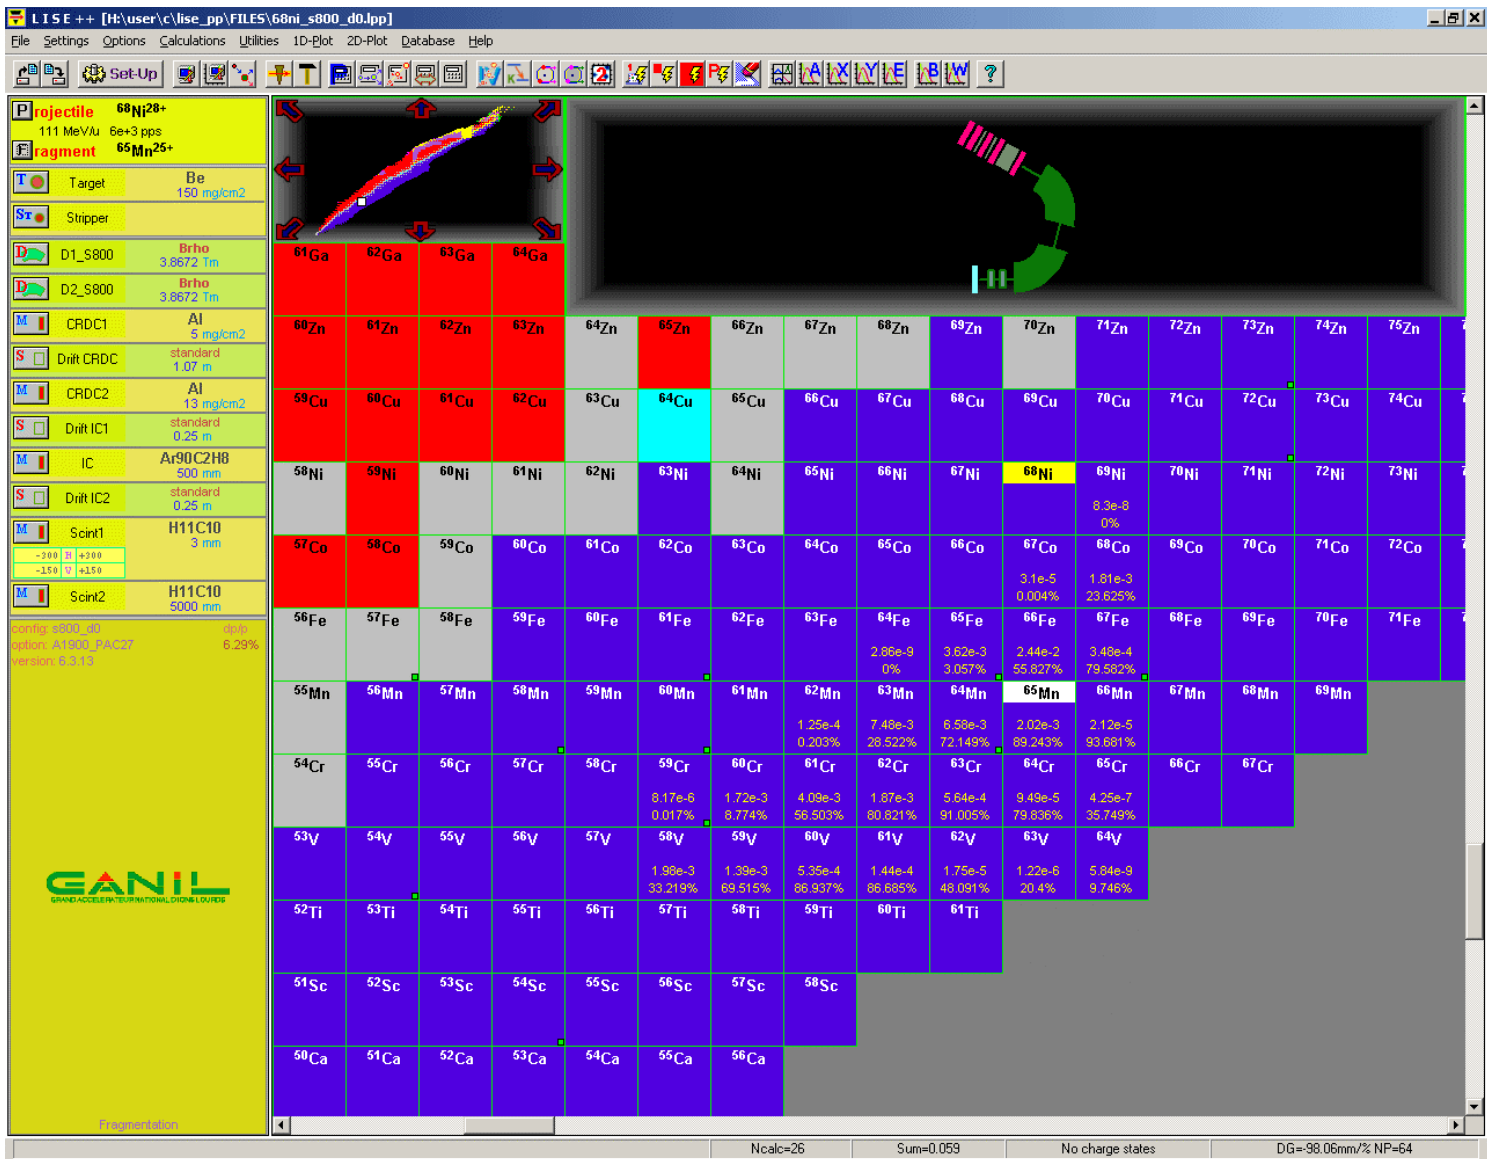 L I S E ++ [H:\user\c\lise_pp\FILES\68ni_s800_d0.lpp]
File Settings Options Calculations Utilities 1D-Plot 2D-Plot Database Help
Set-Up
P rojectile 68Ni28+
111 MeV/u 6e+3 pps
F ragment 65Mn25+
T Target Be
150 mg/cm2
ST Stripper
D D1_S800 Brho
3.8672 Tm
D D2_S800 Brho
3.8672 Tm
M CRDC1 Al
5 mg/cm2
S Drift CRDC standard
1.07 m
M CRDC2 Al
13 mg/cm2
S Drift IC1 standard
0.25 m
M IC Ar90C2H8
500 mm
S Drift IC2 standard
0.25 m
M Scint1 H11C10
3 mm
-300 H +300
-150 V +150
M Scint2 H11C10
5000 mm
config: s800_d0 dp/p
option: A1900_PAC27 6.29%
version: 6.3.13
GANIL
GRAND ACCELERATEUR NATIONAL D'IONS LOURDS
Fragmentation
61Ga 62Ga 63Ga 64Ga
60Zn 61Zn 62Zn 63Zn 64Zn 65Zn 66Zn 67Zn 68Zn 69Zn 70Zn 71Zn 72Zn 73Zn 74Zn 75Zn
59Cu 60Cu 61Cu 62Cu 63Cu 64Cu 65Cu 66Cu 67Cu 68Cu 69Cu 70Cu 71Cu 72Cu 73Cu 74Cu
58Ni 59Ni 60Ni 61Ni 62Ni 63Ni 64Ni 65Ni 66Ni 67Ni 68Ni 69Ni 70Ni 71Ni 72Ni 73Ni
8.3e-8
0%
57Co 58Co 59Co 60Co 61Co 62Co 63Co 64Co 65Co 66Co 67Co 68Co 69Co 70Co 71Co 72Co
3.1e-5 1.81e-3
0.004% 23.625%
56Fe 57Fe 58Fe 59Fe 60Fe 61Fe 62Fe 63Fe 64Fe 65Fe 66Fe 67Fe 68Fe 69Fe 70Fe 71Fe
2.86e-9 3.62e-3 2.44e-2 3.48e-4
0% 3.057% 55.827% 79.582%
55Mn 56Mn 57Mn 58Mn 59Mn 60Mn 61Mn 62Mn 63Mn 64Mn 65Mn 66Mn 67Mn 68Mn 69Mn
1.25e-4 7.48e-3 6.58e-3 2.02e-3 2.12e-5
0.203% 28.522% 72.149% 89.243% 93.681%
54Cr 55Cr 56Cr 57Cr 58Cr 59Cr 60Cr 61Cr 62Cr 63Cr 64Cr 65Cr 66Cr 67Cr
8.17e-6 1.72e-3 4.09e-3 1.87e-3 5.64e-4 9.49e-5 4.25e-7
0.017% 8.774% 56.503% 80.821% 91.005% 79.836% 35.749%
53V 54V 55V 56V 57V 58V 59V 60V 61V 62V 63V 64V
1.98e-3 1.39e-3 5.35e-4 1.44e-4 1.75e-5 1.22e-6 5.84e-9
33.219% 69.515% 86.937% 86.685% 48.091% 20.4% 9.746%
52Ti 53Ti 54Ti 55Ti 56Ti 57Ti 58Ti 59Ti 60Ti 61Ti
51Sc 52Sc 53Sc 54Sc 55Sc 56Sc 57Sc 58Sc
50Ca 51Ca 52Ca 53Ca 54Ca 55Ca 56Ca
Ncalc=26 Sum=0.059 No charge states DG=-98.06mm/% NP=64